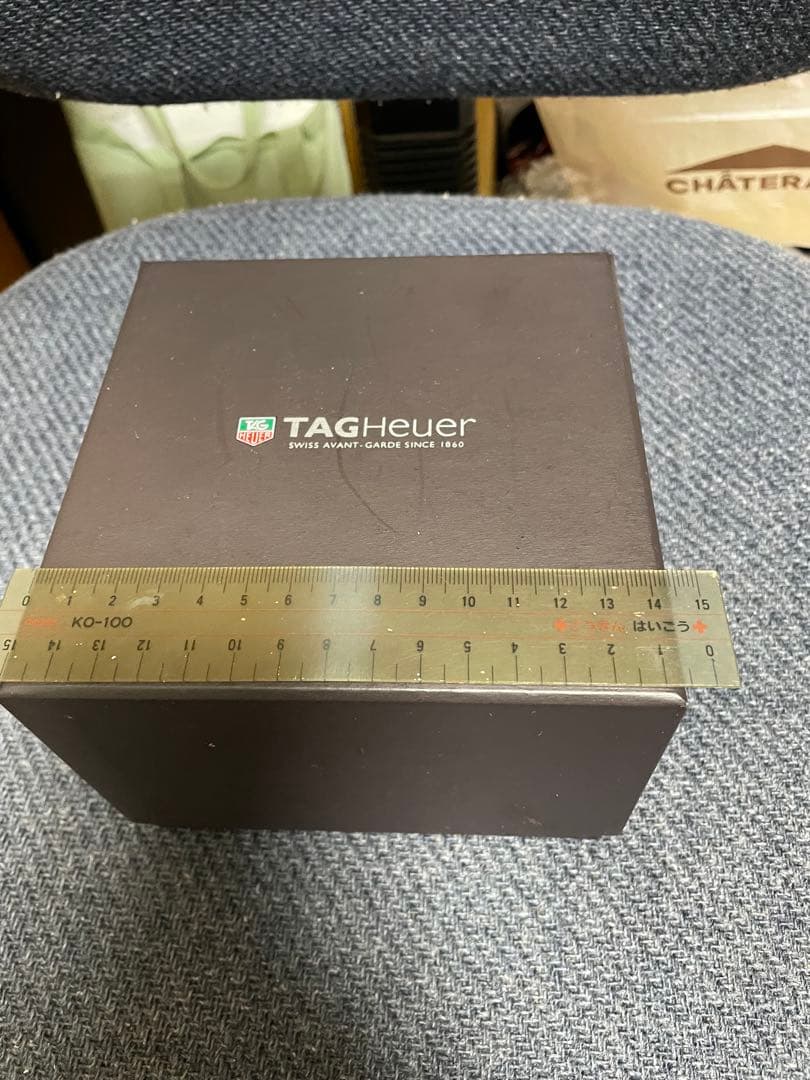 CHÂTERA
TAG
HEUER
TAGHeuer
SWISS AVANT-GARDE SINCE 1860
0 1 2 3 4 5 6 7 8 9 10 11 12 13 14 15
KO-100
はいこう
15 14 13 12 11 10 9 8 7 6 5 4 3 2 1 0